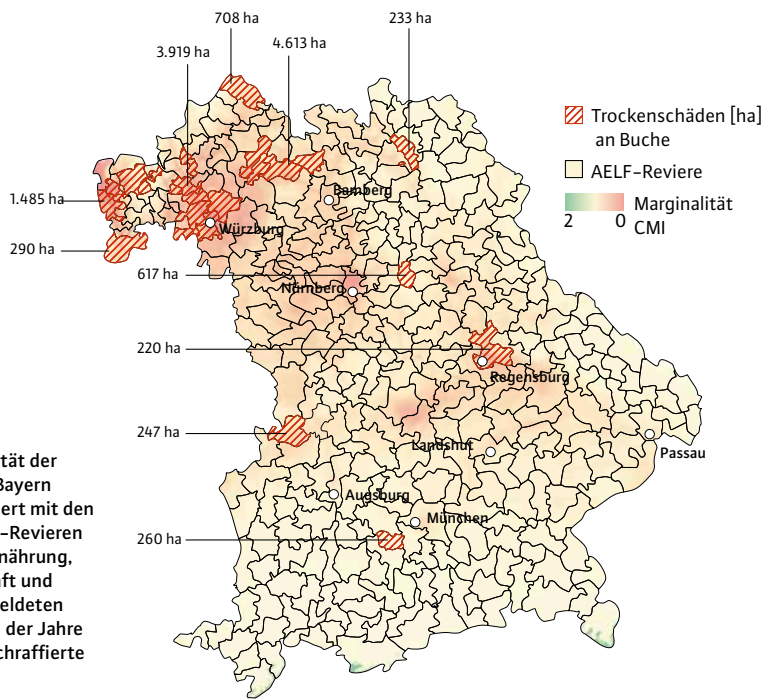 708 ha
233 ha
3.919 ha
4.613 ha
Trockenschäden [ha]
an Buche
AELF-Reviere
Marginalität
2 0
CMI
1.485 ha
Bamberg
Würzburg
290 ha
617 ha
Nürnberg
220 ha
Regensburg
247 ha
Landshut
Passau
tät der
Bayern
ert mit den
-Revieren
nährung,
ft und
eldeten
der Jahre
chraffierte
Augsburg
München
260 ha